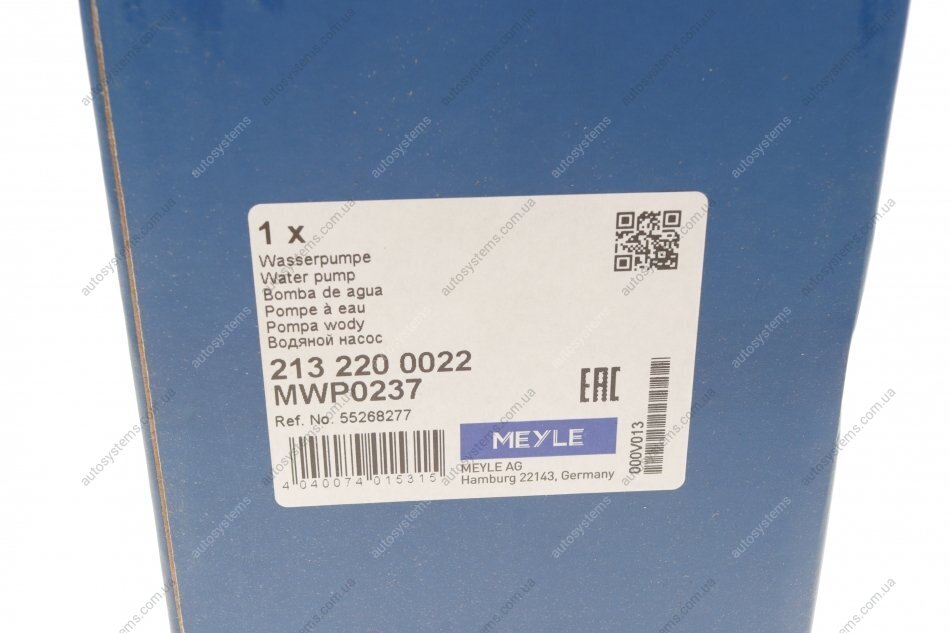 1 x
Wasserpumpe
Water pump
Bomba de agua
Pompe à eau
Pompa wody
Водяной насос
213 220 0022
MWP0237
Ref. No. 55268277
4 040074 015315
EAC
MEYLE
MEYLE AG
Hamburg 22143, Germany
000V013
autosystems.com.ua